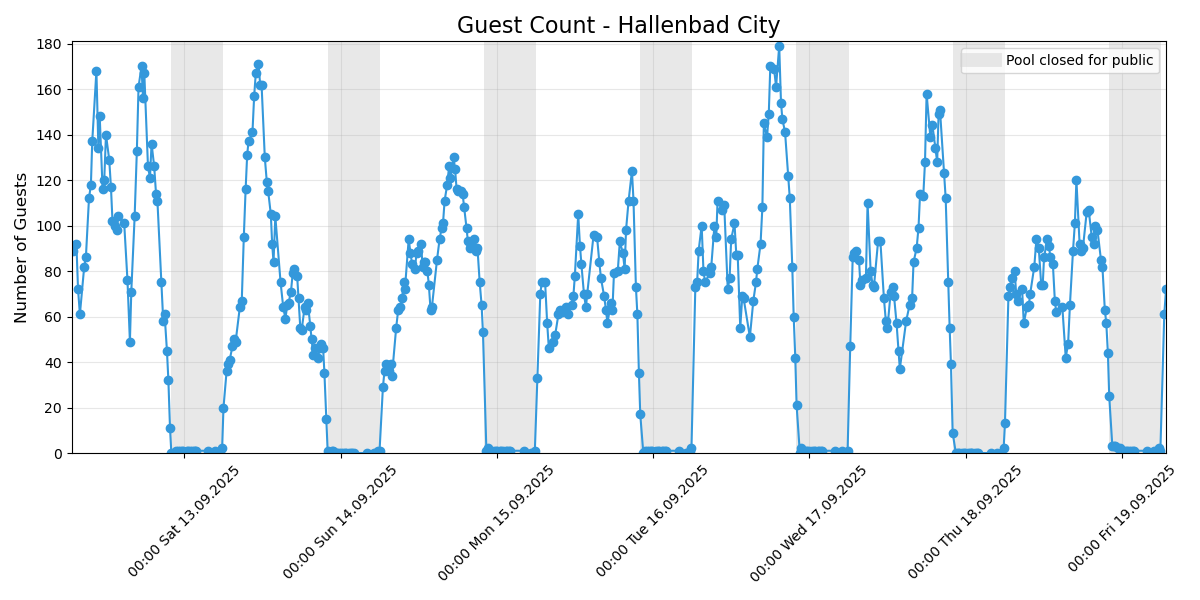 Guest Count - Hallenbad City
Pool closed for public
Number of Guests
180
160
140
120
100
80
60
40
20
0
00:00 Sat 13.09.2025
00:00 Sun 14.09.2025
00:00 Mon 15.09.2025
00:00 Tue 16.09.2025
00:00 Wed 17.09.2025
00:00 Thu 18.09.2025
00:00 Fri 19.09.2025